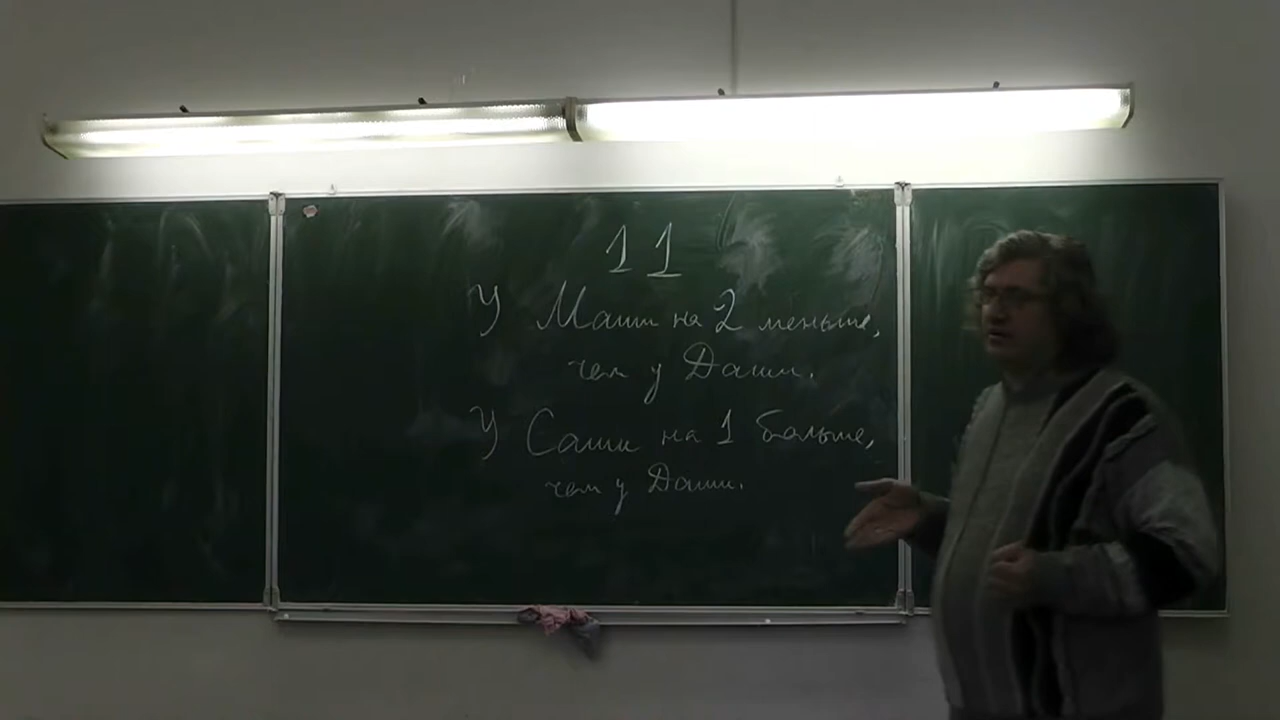 11
У Маши на 2 меньше,
чем у Даши.
У Саши на 1 больше,
чем у Даши.